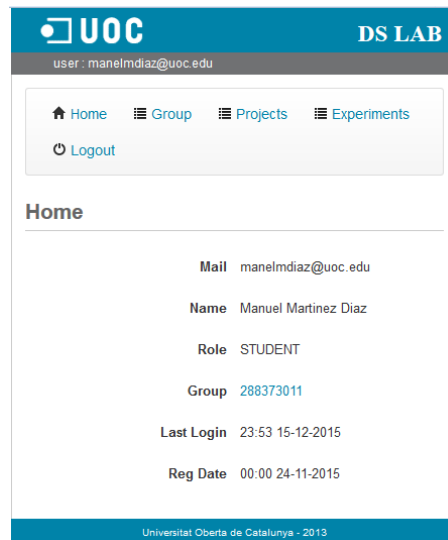 UOC DS LAB
user : manelmdiaz@uoc.edu
Home Group Projects Experiments
Logout
Home
Mail manelmdiaz@uoc.edu
Name Manuel Martinez Diaz
Role STUDENT
Group 288373011
Last Login 23:53 15-12-2015
Reg Date 00:00 24-11-2015
Universitat Oberta de Catalunya - 2013